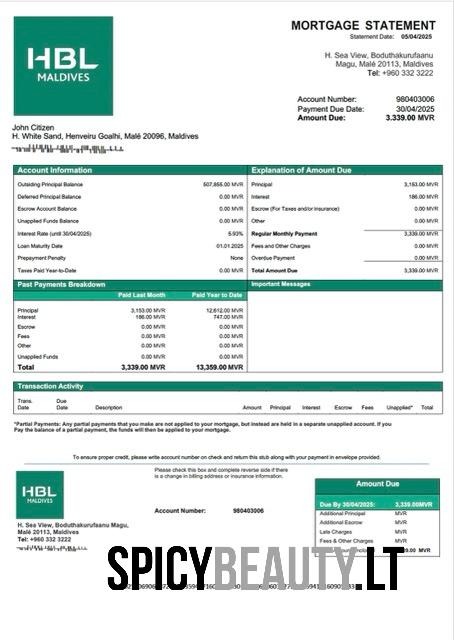 HBL
MALDIVES
MORTGAGE STATEMENT
Statement Date: 05/04/2025
H. Sea View, Boduthakurufaanu
Magu, Malé 20113, Maldives
Tel: +960 332 3222
Account Number: 980403006
Payment Due Date: 30/04/2025
Amount Due: 3.339.00 MVR
John Citizen
H. White Sand, Henveiru Goalhi, Malé 20096, Maldives
Account Information
Outsiding Principal Balance 507,855.00 MVR
Deferred Principal Balance 0.00 MVR
Escrow Account Balance 0.00 MVR
Unapplied Funds Balance 0.00 MVR
Interest Rate (until 30/04/2025) 5.93%
Loan Maturity Date 01.01.2025
Prepayment Penalty None
Taxes Paid Year-to-Date 0.00 MVR
Explanation of Amount Due
Principal 3,153.00 MVR
Interest 186.00 MVR
Escrow (For Taxes and/or Insurance) 0.00 MVR
Other 0.00 MVR
Regular Monthly Payment 3,339.00 MVR
Fees and Other Charges 0.00 MVR
Overdue Payment 0.00 MVR
Total Amount Due 3,339.00 MVR
Past Payments Breakdown
Paid Last Month Paid Year to Date
Principal 3,153.00 MVR 12,612.00 MVR
Interest 186.00 MVR 747.00 MVR
Escrow 0.00 MVR 0.00 MVR
Fees 0.00 MVR 0.00 MVR
Other 0.00 MVR 0.00 MVR
Unapplied Funds 0.00 MVR 0.00 MVR
Total 3,339.00 MVR 13,359.00 MVR
Important Messages
Transaction Activity
Trans. Date Due Date Description Amount Principal Interest Escrow Fees Unapplied* Total
*Partial Payments: Any partial payments that you make are not applied to your mortgage, but instead are held in a separate unapplied account. If you
Pay the balance of a partial payment, the funds will then be applied to your mortgage.
To ensure proper credit, please write account number on check and return this stub along with your payment in envelope provided.
HBL
MALDIVES
Please check this box and complete reverse side if there
is a change in billing address or insurance information.
Account Number: 980403006
H. Sea View, Boduthakurufaanu Magu,
Malé 20113, Maldives
Tel: +960 332 3222
Amount Due
Due By 30/04/2025: 3,339.00MVR
Additional Principal MVR
Additional Escrow MVR
Late Charges MVR
Fees & Other Charges MVR
SPICYBEAUTY.LT